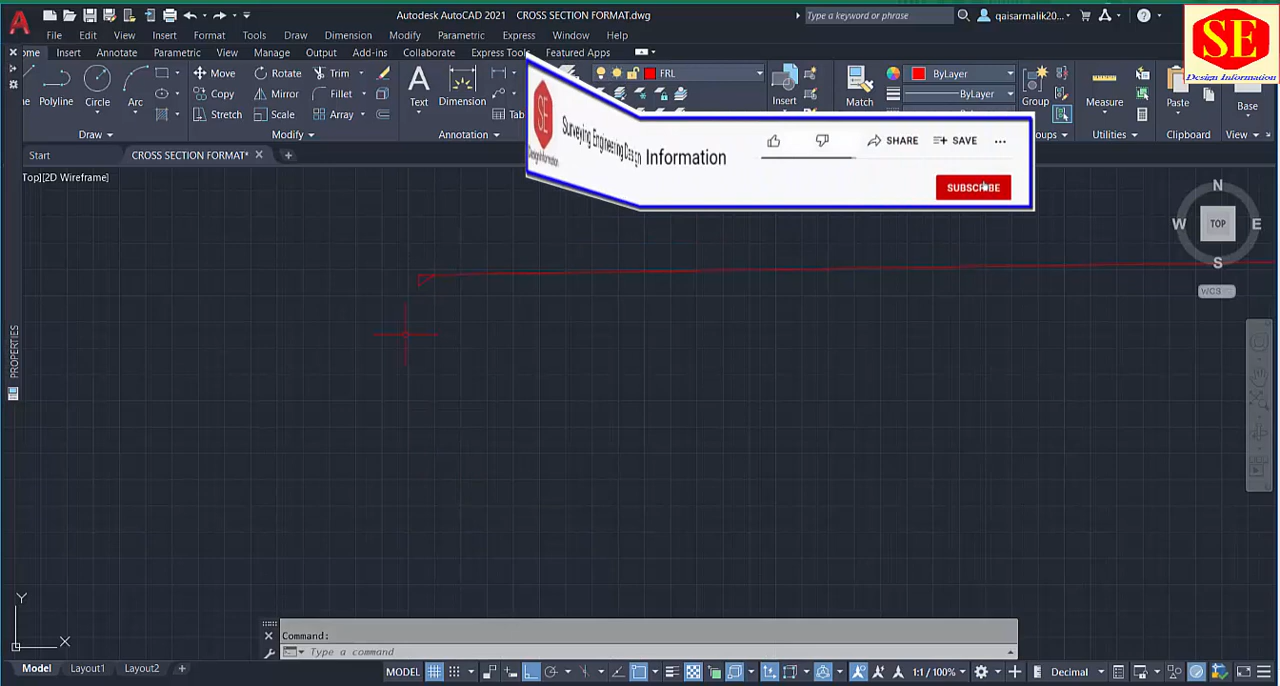 Autodesk AutoCAD 2021 CROSS SECTION FORMAT.dwg
Type a keyword or phrase
qaisarmalik20...
File Edit View Insert Format Tools Draw Dimension Modify Parametric Express Window Help
ome Insert Annotate Parametric View Manage Output Add-ins Collaborate Express Tools Featured Apps
SE
Design Information
Polyline Circle Arc
Move Rotate Trim
Copy Mirror Fillet
Stretch Scale Array
Text Dimension
Tab
FRL
Insert
Match
ByLayer
ByLayer
Group
Measure
Paste
Base
Draw Modify Annotation
Utilities Clipboard View
SE
Surveying Engineering Design Information
SHARE SAVE
SUBSCRIBE
Start CROSS SECTION FORMAT*
Top][2D Wireframe]
N
W TOP E
S
WCS
PROPERTIES
Y
X
Command:
Type a command
Model Layout1 Layout2
MODEL
1:1 / 100%
Decimal